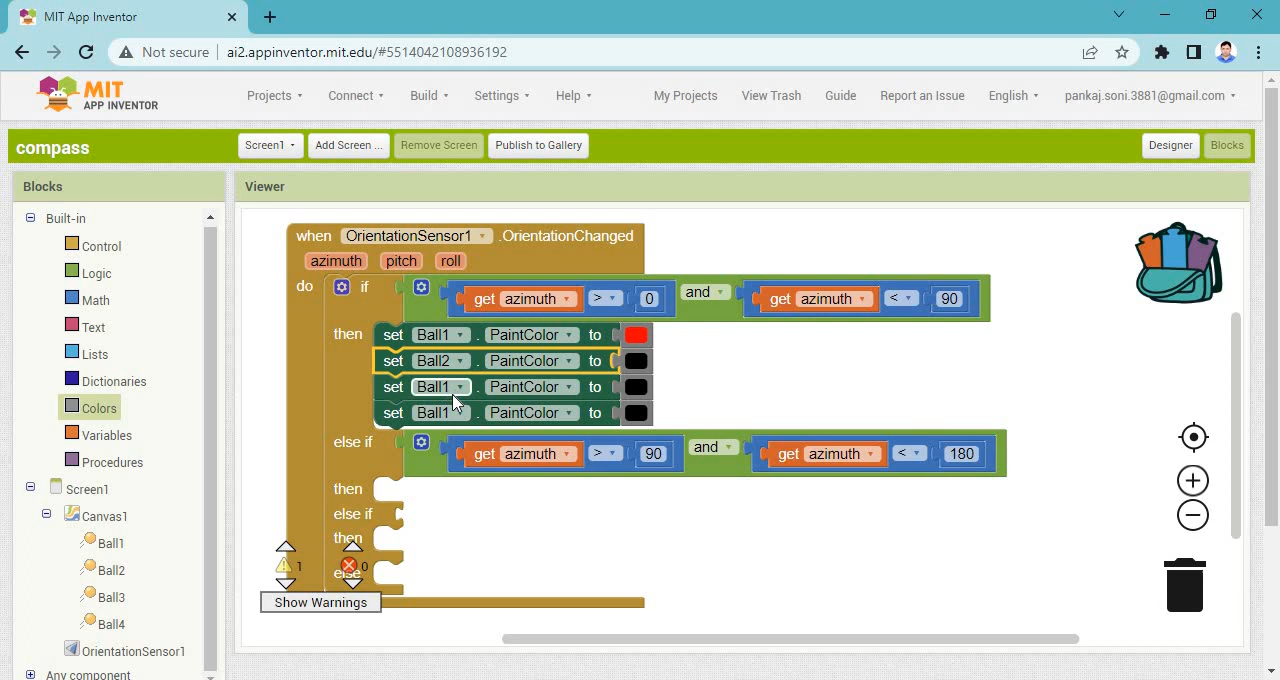 MIT App Inventor
Not secure ai2.appinventor.mit.edu/#5514042108936192
MIT
APP INVENTOR
Projects Connect Build Settings Help My Projects View Trash Guide Report an Issue English pankaj.soni.3881@gmail.com
compass Screen1 Add Screen ... Remove Screen Publish to Gallery Designer Blocks
Blocks Viewer
Built-in
Control
Logic
Math
Text
Lists
Dictionaries
Colors
Variables
Procedures
Screen1
Canvas1
Ball1
Ball2
Ball3
Ball4
OrientationSensor1
Any component
when OrientationSensor1 .OrientationChanged
azimuth pitch roll
do if get azimuth > 0 and get azimuth < 90
then set Ball1 . PaintColor to
set Ball2 . PaintColor to
set Ball1 . PaintColor to
set Ball1 . PaintColor to
else if get azimuth > 90 and get azimuth < 180
then
else if
then
else
1 0
Show Warnings